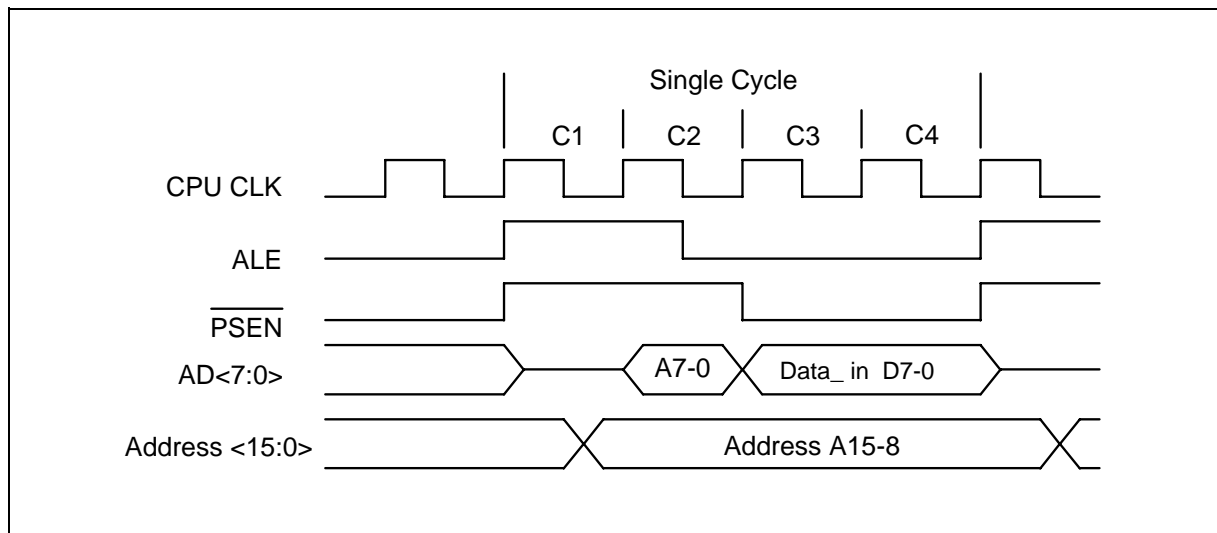 Single Cycle
C1 C2 C3 C4
CPU CLK
ALE
PSEN
AD<7:0> A7-0 Data_ in D7-0
Address <15:0> Address A15-8